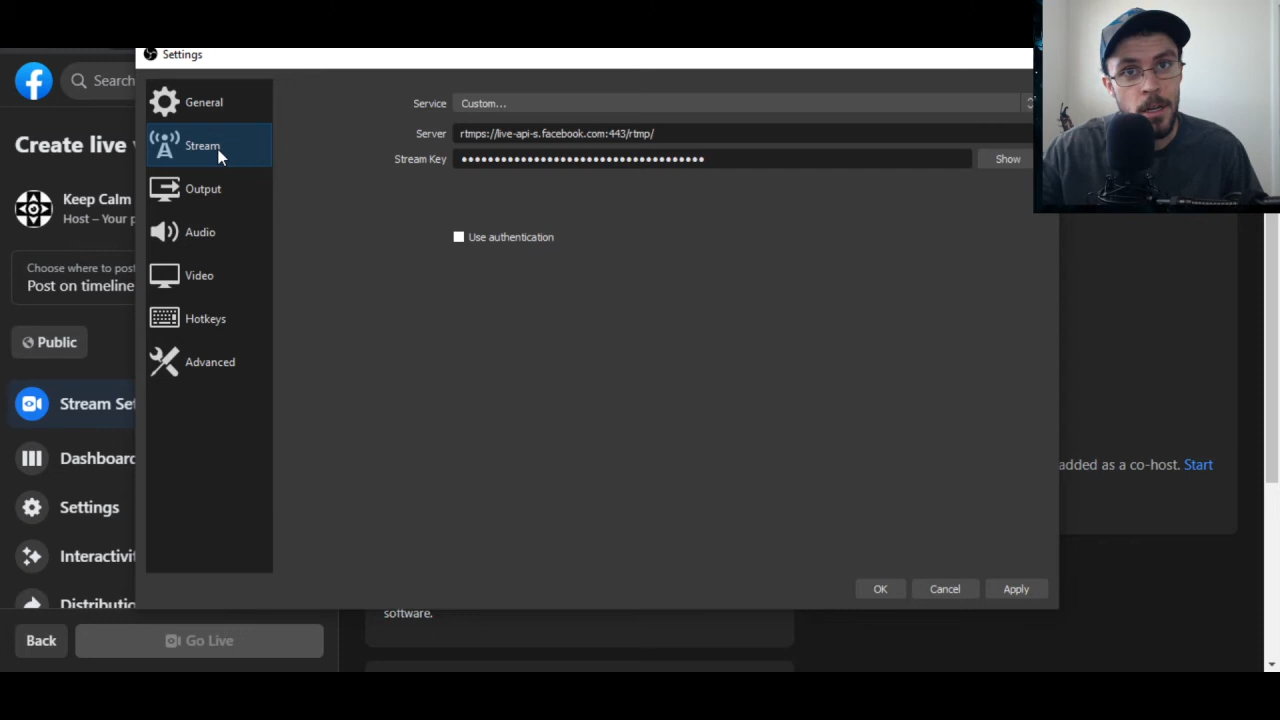 Settings
General
Stream
Output
Audio
Video
Hotkeys
Advanced
Service
Custom...
Server
rtmps://live-api-s.facebook.com:443/rtmp/
Stream Key
Show
Use authentication
OK
Cancel
Apply
Search
Create live
Keep Calm
Host – Your
Choose where to post
Post on timeline
Public
Stream Set
Dashboard
Settings
Interactivi
Distributio
Back
Go Live
added as a co-host. Start
software.